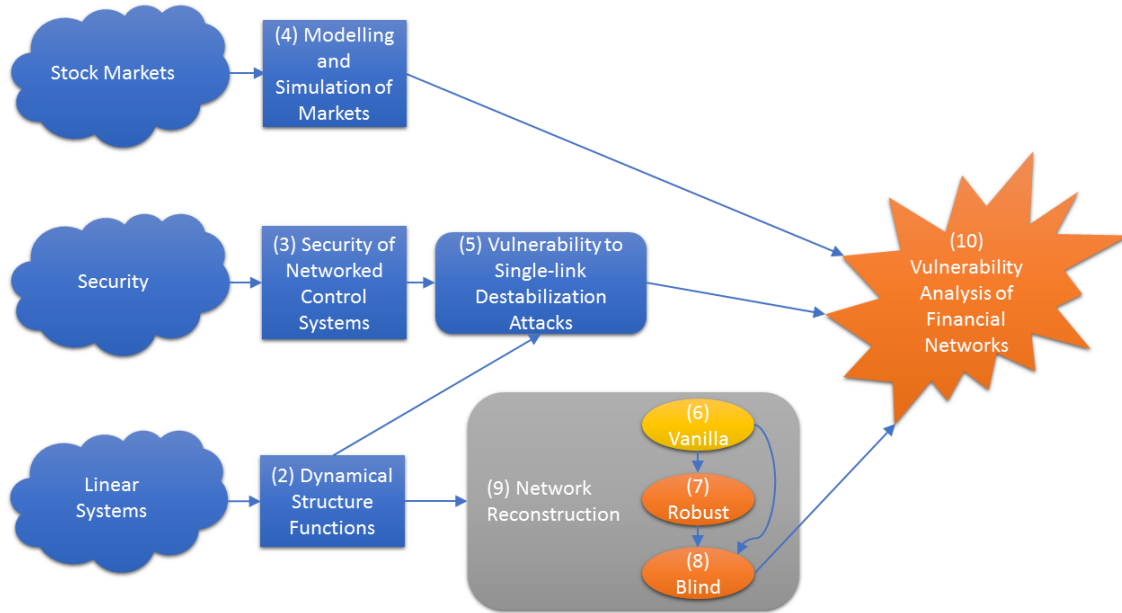 Stock Markets
(4) Modelling
and
Simulation of
Markets
Security
(3) Security of
Networked
Control
Systems
(5) Vulnerability to
Single-link
Destabilization
Attacks
(10)
Vulnerability
Analysis of
Financial
Networks
Linear
Systems
(2) Dynamical
Structure
Functions
(9) Network
Reconstruction
(6)
Vanilla
(7)
Robust
(8)
Blind